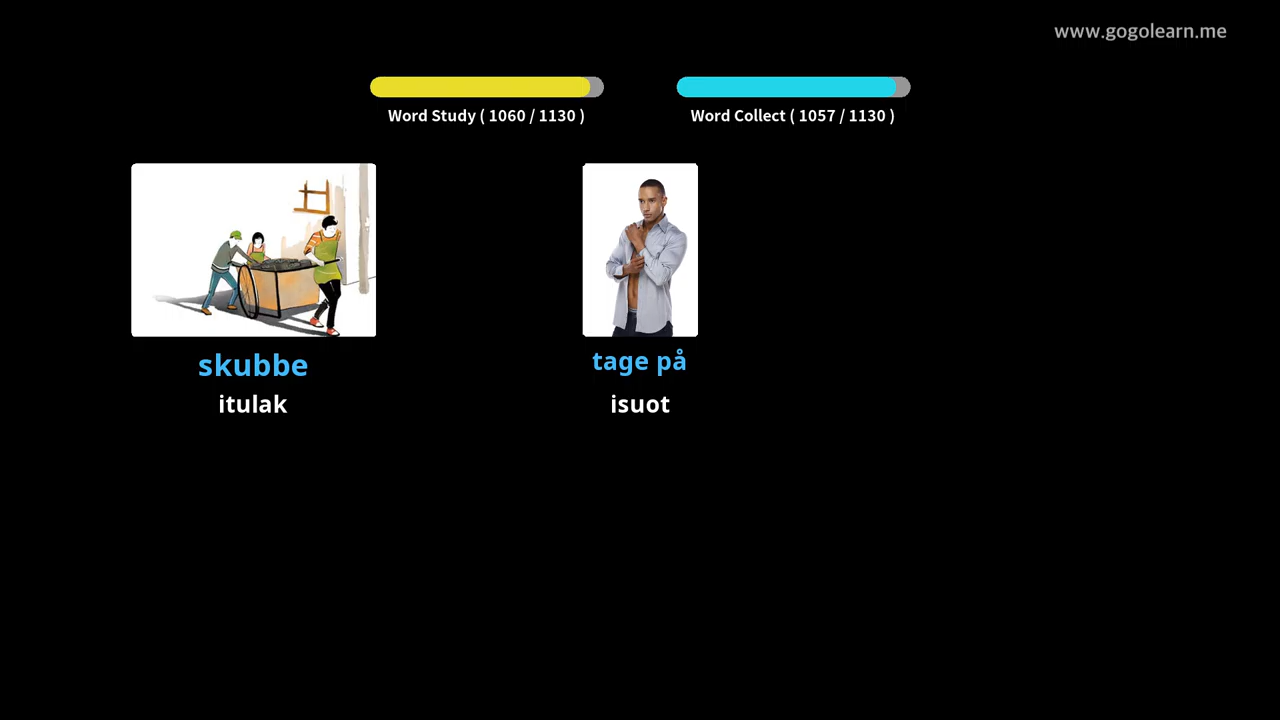 www.gogolearn.me
Word Study ( 1060 / 1130 )
Word Collect ( 1057 / 1130 )
skubbe
itulak
tage på
isuot